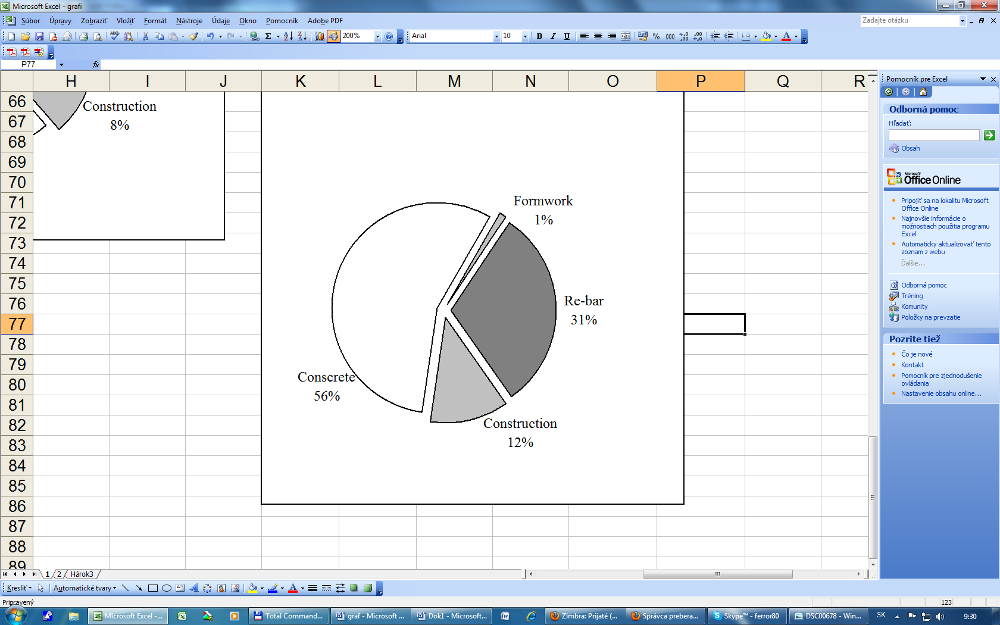 Microsoft Excel - grafi
Súbor Úpravy Zobraziť Vložiť Formát Nástroje Údaje Okno Pomocník Adobe PDF
Zadajte otázku
200%
Arial
10
B I U
% 000
P77
fx
H I J K L M N O P Q R
66
67
68
69
70
71
72
73
74
75
76
77
78
79
80
81
82
83
84
85
86
87
88
89
Construction
8%
Formwork
1%
Re-bar
31%
Conscrete
56%
Construction
12%
Pomocník pre Excel
Odborná pomoc
Hľadať:
Obsah
Microsoft
Office Online
Pripojiť sa na lokalitu Microsoft
Office Online
Najnovšie informácie o
možnostiach použitia programu
Excel
Automaticky aktualizovať tento
zoznam z webu
Ďalšie...
Odborná pomoc
Tréning
Komunity
Položky na prevzatie
Pozrite tiež
Čo je nové
Kontakt
Pomocník pre zjednodušenie
ovládania
Nastavenie obsahu online...
1 2 Hárok3
Kresliť Automatické tvary
Pripravený
123
Microsoft Excel -...
Total Command...
graf - Microsoft ...
Dok1 - Microsoft...
Zimbra: Prijaté (...
Správca prebera...
Skype™ - ferror80
DSC00678 - Win...
SK
9:30